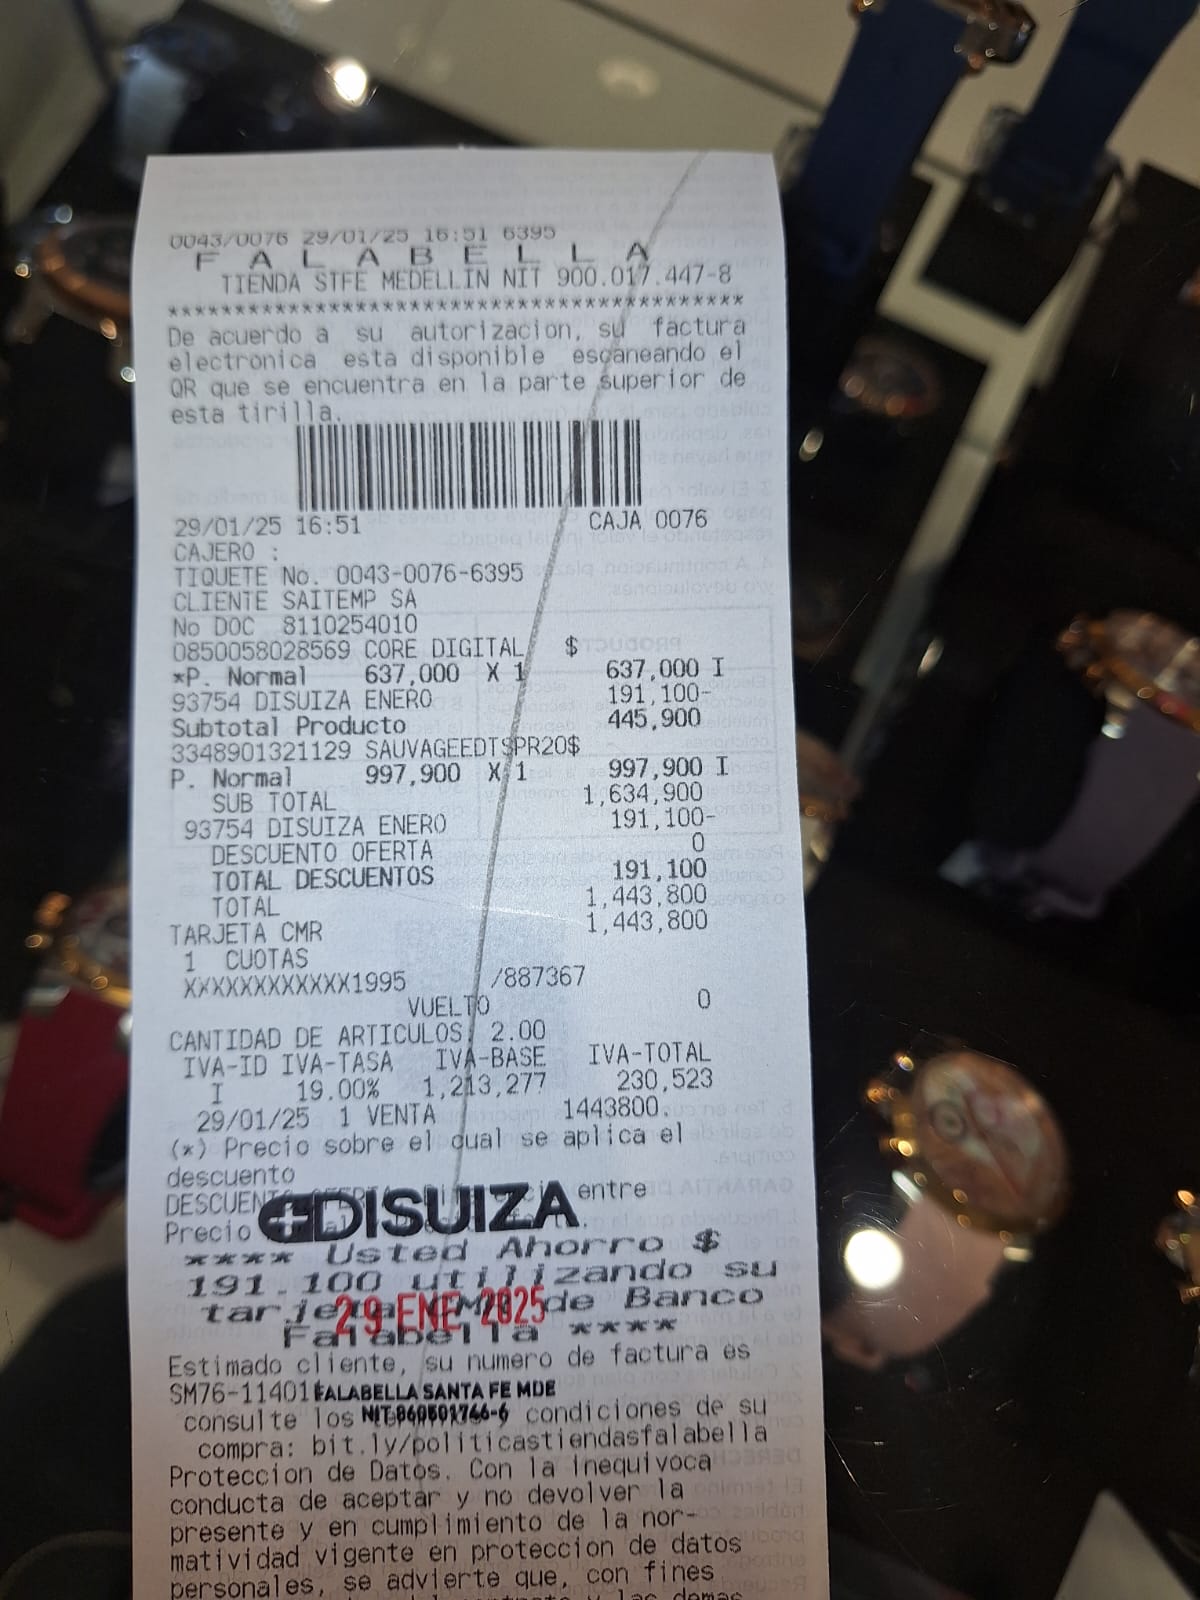 0043/0076 29/01/25 16:51 6395
F A L A B E L L A
TIENDA STFE MEDELLIN NIT 900.017.447-8
********************************************
De acuerdo a su autorizacion, su factura
electronica esta disponible escaneando el
QR que se encuentra en la parte superior de
esta tirilla.
29/01/25 16:51 CAJA 0076
CAJERO :
TIQUETE No. 0043-0076-6395
CLIENTE SAITEMP SA
No DOC 8110254010
0850058028569 CORE DIGITAL $
*P. Normal 637,000 X 1 637,000 I
93754 DISUIZA ENERO 191,100-
Subtotal Producto 445,900
3348901321129 SAUVAGEEDTSPR20$
P. Normal 997,900 X 1 997,900 I
SUB TOTAL 1,634,900
93754 DISUIZA ENERO 191,100-
DESCUENTO OFERTA 0
TOTAL DESCUENTOS 191,100
TOTAL 1,443,800
TARJETA CMR 1,443,800
1 CUOTAS
XXXXXXXXXXXX1995 /887367
VUELTO 0
CANTIDAD DE ARTICULOS 2.00
IVA-ID IVA-TASA IVA-BASE IVA-TOTAL
I 19.00% 1,213,277 230,523
29/01/25 1 VENTA 1443800.
(*) Precio sobre el cual se aplica el
descuento
entre
DISUIZA
Precio
**** Usted Ahorro $
191.100 utilizando su
tarjeta CMR de Banco
29 ENE 2025
Falabella ****
Estimado cliente, su numero de factura es
SM76-11401
FALABELLA SANTA FE MDE
consulte los condiciones de su
NIT.860501766-6
compra: bit.ly/politicastiendasfalabella
Proteccion de Datos. Con la inequivoca
conducta de aceptar y no devolver la
presente y en cumplimiento de la nor-
matividad vigente en proteccion de datos
personales, se advierte que, con fines